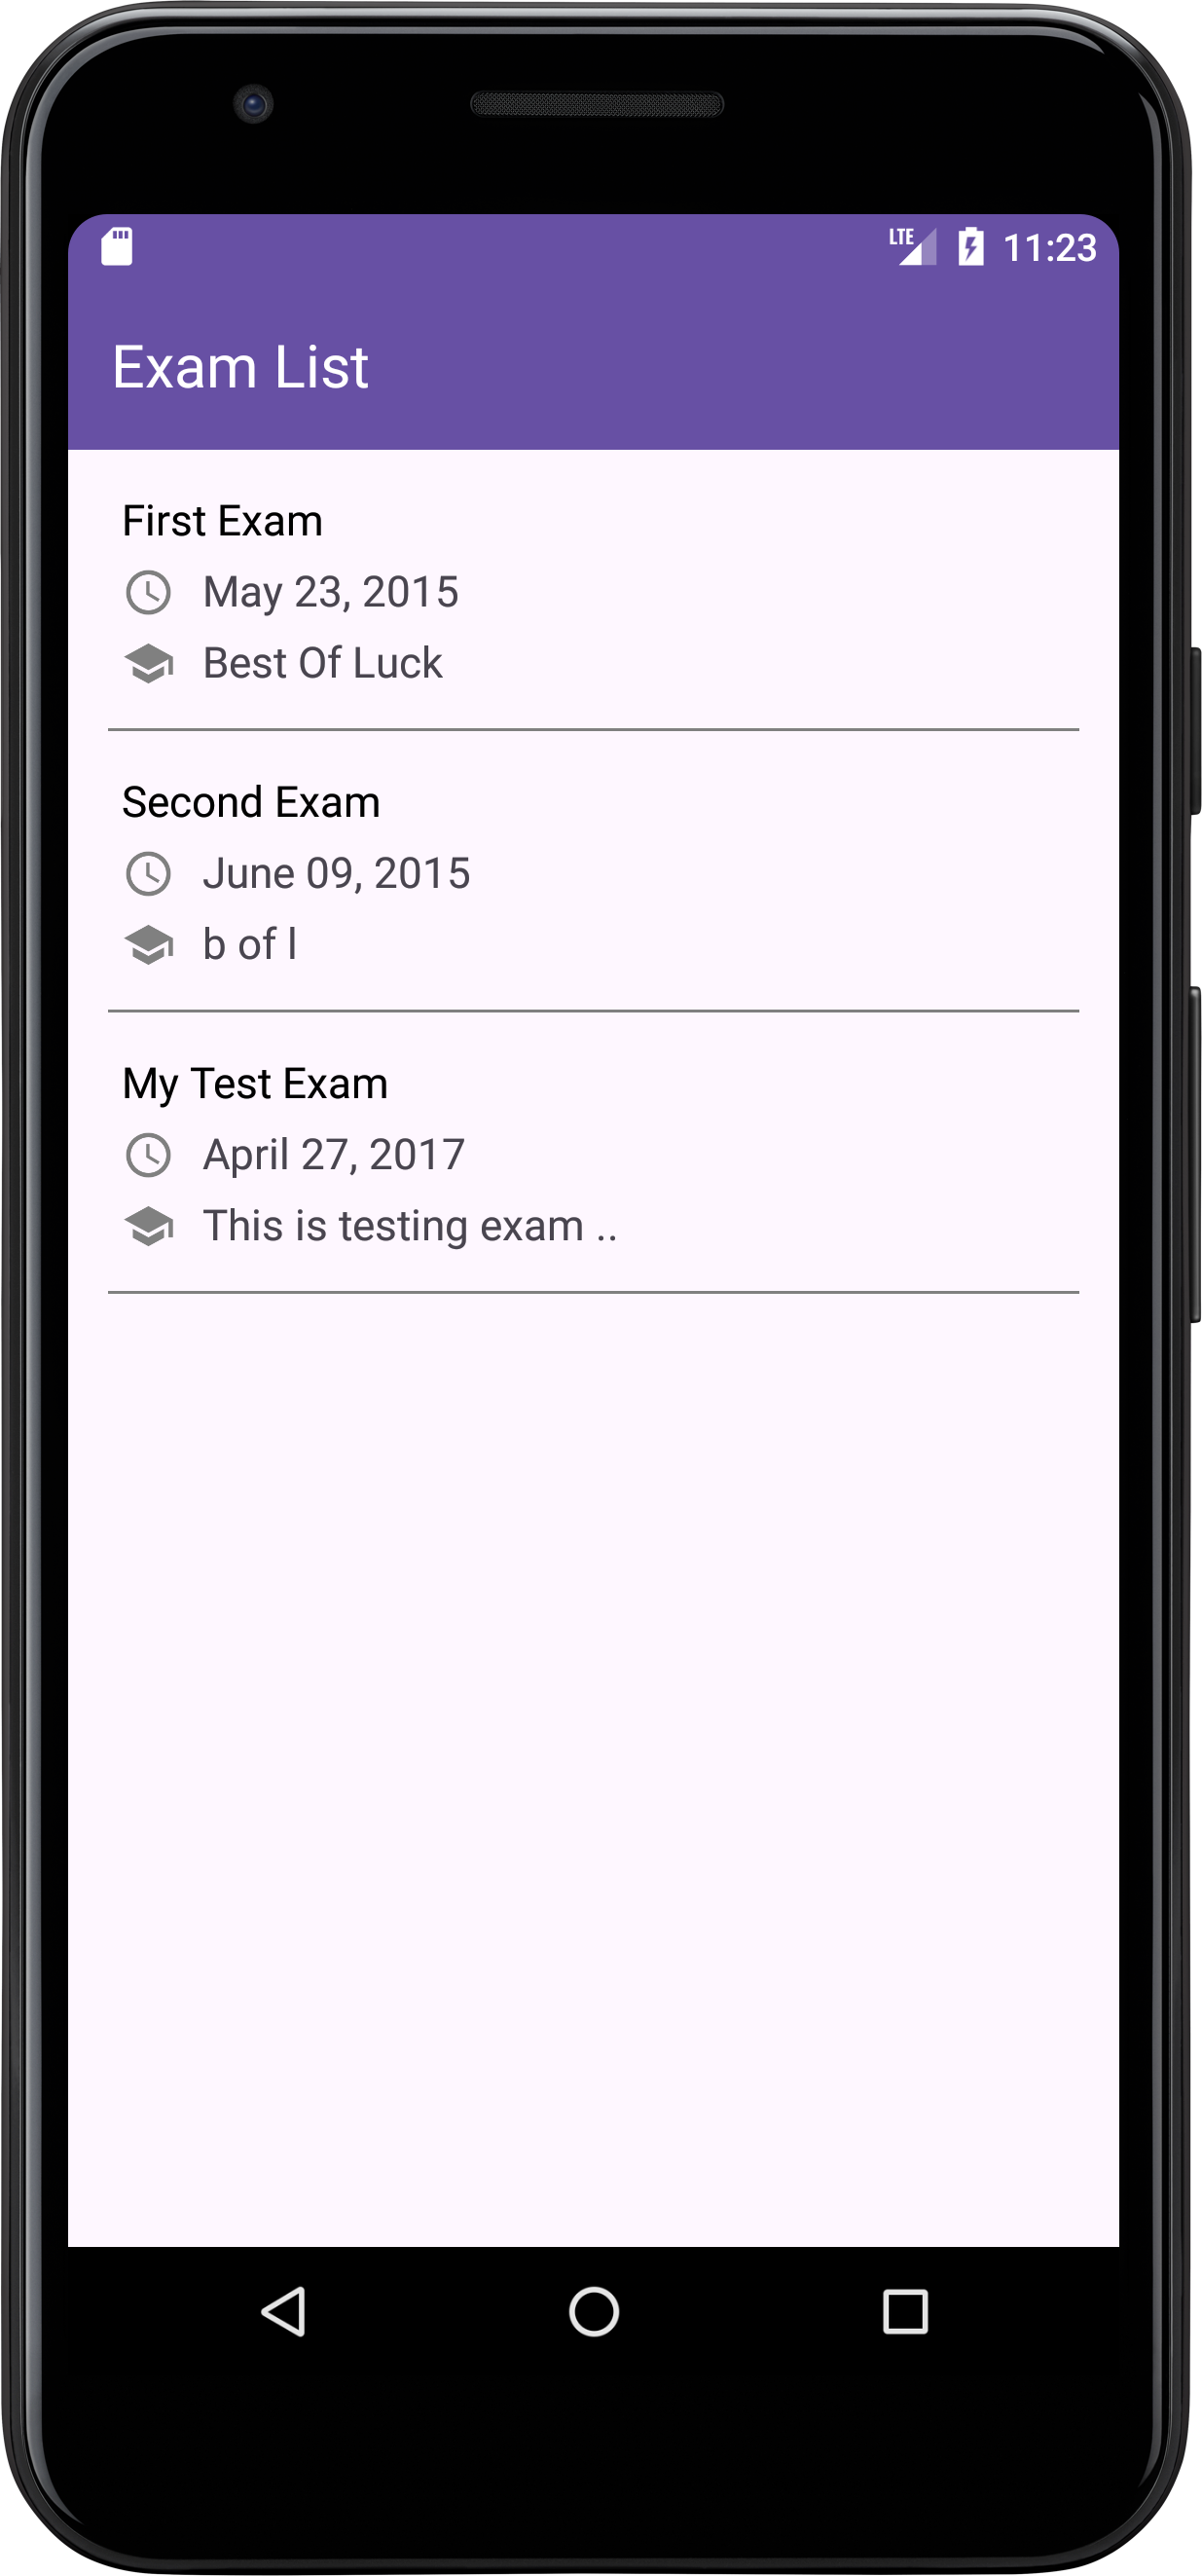 LTE 11:23
Exam List
First Exam
May 23, 2015
Best Of Luck
Second Exam
June 09, 2015
b of l
My Test Exam
April 27, 2017
This is testing exam ..